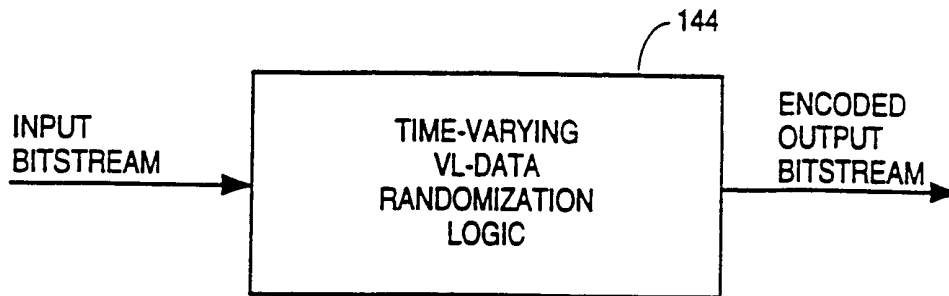 144
INPUT
BITSTREAM
TIME-VARYING
VL-DATA
RANDOMIZATION
LOGIC
ENCODED
OUTPUT
BITSTREAM